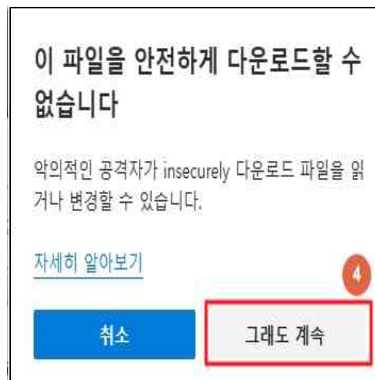 이 파일을 안전하게 다운로드할 수
없습니다
악의적인 공격자가 insecurely 다운로드 파일을 읽
거나 변경할 수 있습니다.
자세히 알아보기
4
취소 그래도 계속